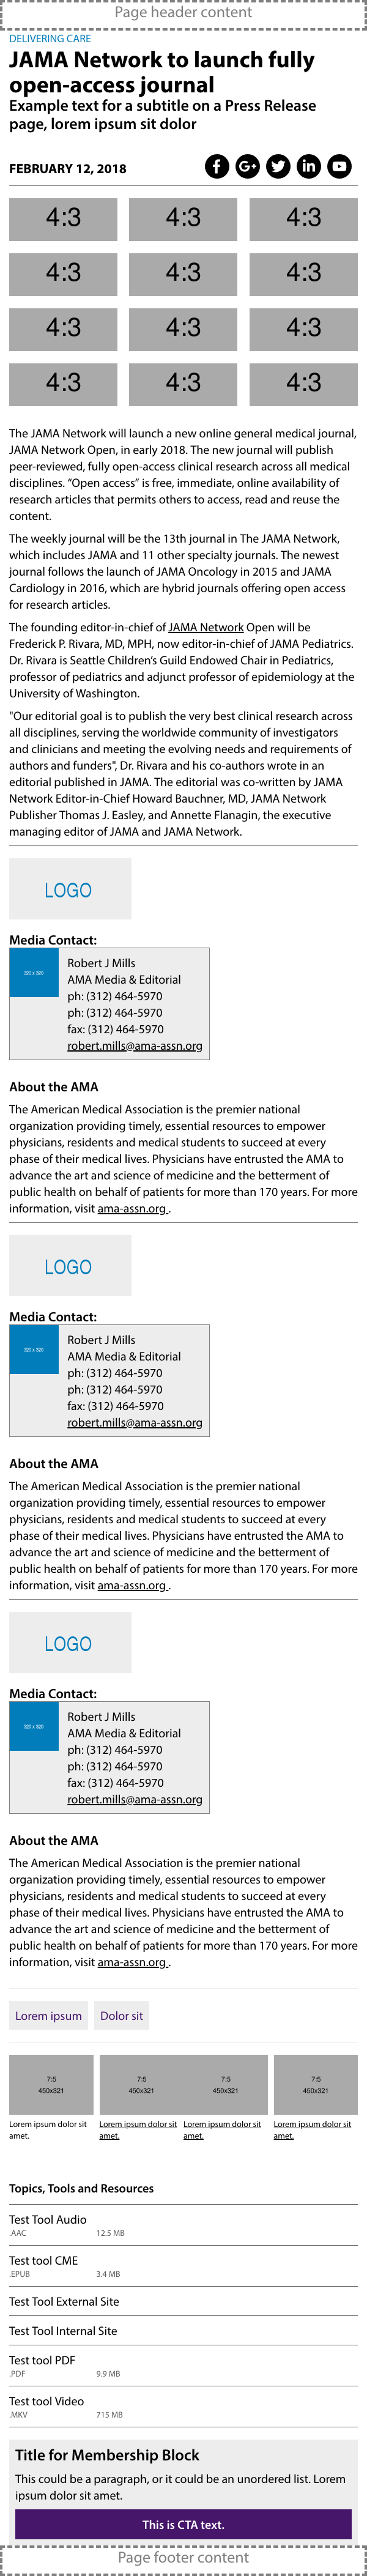 Page header content
DELIVERING CARE
JAMA Network to launch fully
open-access journal
Example text for a subtitle on a Press Release
page, lorem ipsum sit dolor
FEBRUARY 12, 2018
4:3 4:3 4:3
4:3 4:3 4:3
4:3 4:3 4:3
4:3 4:3 4:3
The JAMA Network will launch a new online general medical journal,
JAMA Network Open, in early 2018. The new journal will publish
peer-reviewed, fully open-access clinical research across all medical
disciplines. “Open access” is free, immediate, online availability of
research articles that permits others to access, read and reuse the
content.
The weekly journal will be the 13th journal in The JAMA Network,
which includes JAMA and 11 other specialty journals. The newest
journal follows the launch of JAMA Oncology in 2015 and JAMA
Cardiology in 2016, which are hybrid journals offering open access
for research articles.
The founding editor-in-chief of JAMA Network Open will be
Frederick P. Rivara, MD, MPH, now editor-in-chief of JAMA Pediatrics.
Dr. Rivara is Seattle Children’s Guild Endowed Chair in Pediatrics,
professor of pediatrics and adjunct professor of epidemiology at the
University of Washington.
"Our editorial goal is to publish the very best clinical research across
all disciplines, serving the worldwide community of investigators
and clinicians and meeting the evolving needs and requirements of
authors and funders", Dr. Rivara and his co-authors wrote in an
editorial published in JAMA. The editorial was co-written by JAMA
Network Editor-in-Chief Howard Bauchner, MD, JAMA Network
Publisher Thomas J. Easley, and Annette Flanagin, the executive
managing editor of JAMA and JAMA Network.
LOGO
Media Contact:
320 x 320
Robert J Mills
AMA Media & Editorial
ph: (312) 464-5970
ph: (312) 464-5970
fax: (312) 464-5970
robert.mills@ama-assn.org
About the AMA
The American Medical Association is the premier national
organization providing timely, essential resources to empower
physicians, residents and medical students to succeed at every
phase of their medical lives. Physicians have entrusted the AMA to
advance the art and science of medicine and the betterment of
public health on behalf of patients for more than 170 years. For more
information, visit ama-assn.org .
LOGO
Media Contact:
320 x 320
Robert J Mills
AMA Media & Editorial
ph: (312) 464-5970
ph: (312) 464-5970
fax: (312) 464-5970
robert.mills@ama-assn.org
About the AMA
The American Medical Association is the premier national
organization providing timely, essential resources to empower
physicians, residents and medical students to succeed at every
phase of their medical lives. Physicians have entrusted the AMA to
advance the art and science of medicine and the betterment of
public health on behalf of patients for more than 170 years. For more
information, visit ama-assn.org .
LOGO
Media Contact:
320 x 320
Robert J Mills
AMA Media & Editorial
ph: (312) 464-5970
ph: (312) 464-5970
fax: (312) 464-5970
robert.mills@ama-assn.org
About the AMA
The American Medical Association is the premier national
organization providing timely, essential resources to empower
physicians, residents and medical students to succeed at every
phase of their medical lives. Physicians have entrusted the AMA to
advance the art and science of medicine and the betterment of
public health on behalf of patients for more than 170 years. For more
information, visit ama-assn.org .
Lorem ipsum Dolor sit
7:5 7:5 7:5 7:5
450x321 450x321 450x321 450x321
Lorem ipsum dolor sit Lorem ipsum dolor sit Lorem ipsum dolor sit Lorem ipsum dolor sit
amet. amet. amet. amet.
Topics, Tools and Resources
Test Tool Audio
.AAC 12.5 MB
Test tool CME
.EPUB 3.4 MB
Test Tool External Site
Test Tool Internal Site
Test tool PDF
.PDF 9.9 MB
Test tool Video
.MKV 715 MB
Title for Membership Block
This could be a paragraph, or it could be an unordered list. Lorem
ipsum dolor sit amet.
This is CTA text.
Page footer content